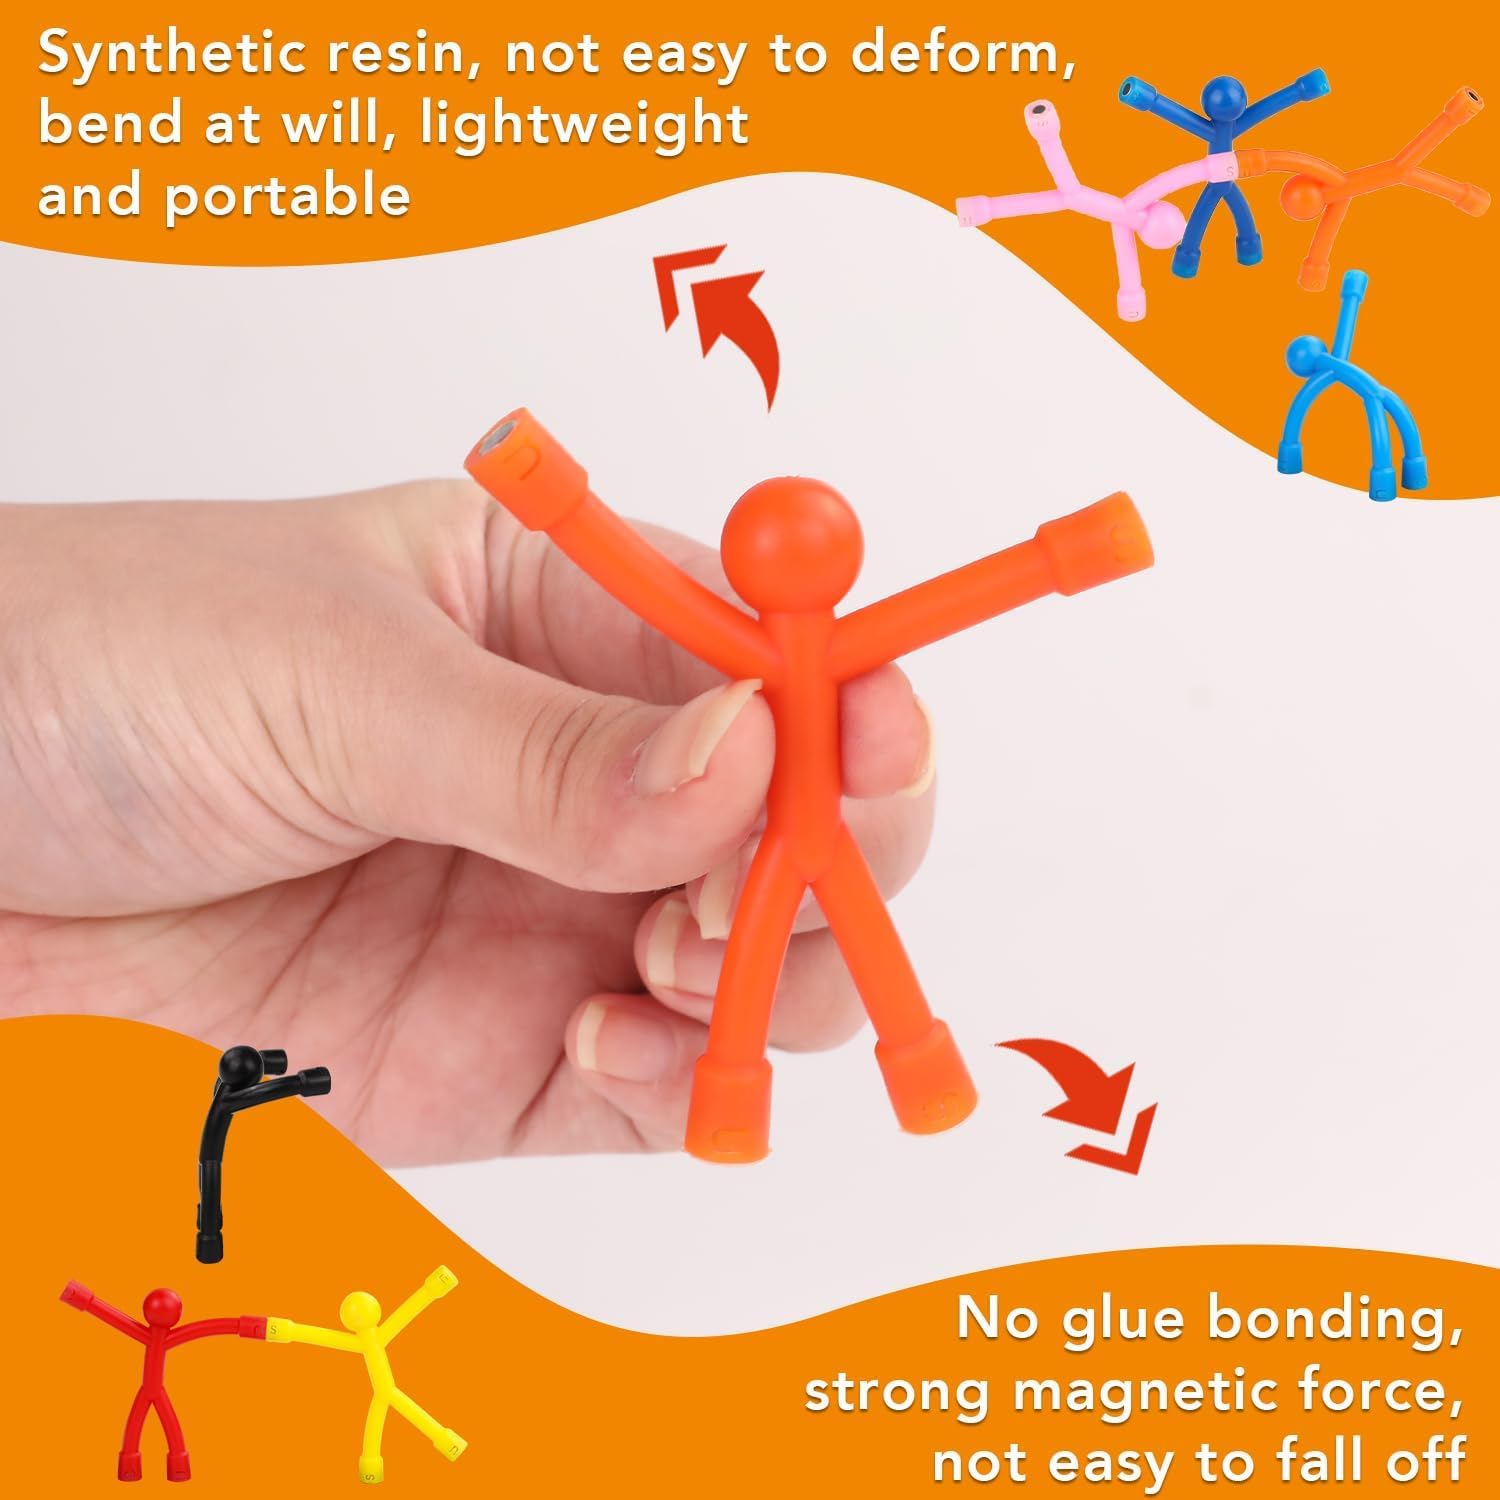 Synthetic resin, not easy to deform,
bend at will, lightweight
and portable
S
U
U
U
S
U
S
U
S
U
S
U
U
S
No glue bonding,
strong magnetic force,
not easy to fall off